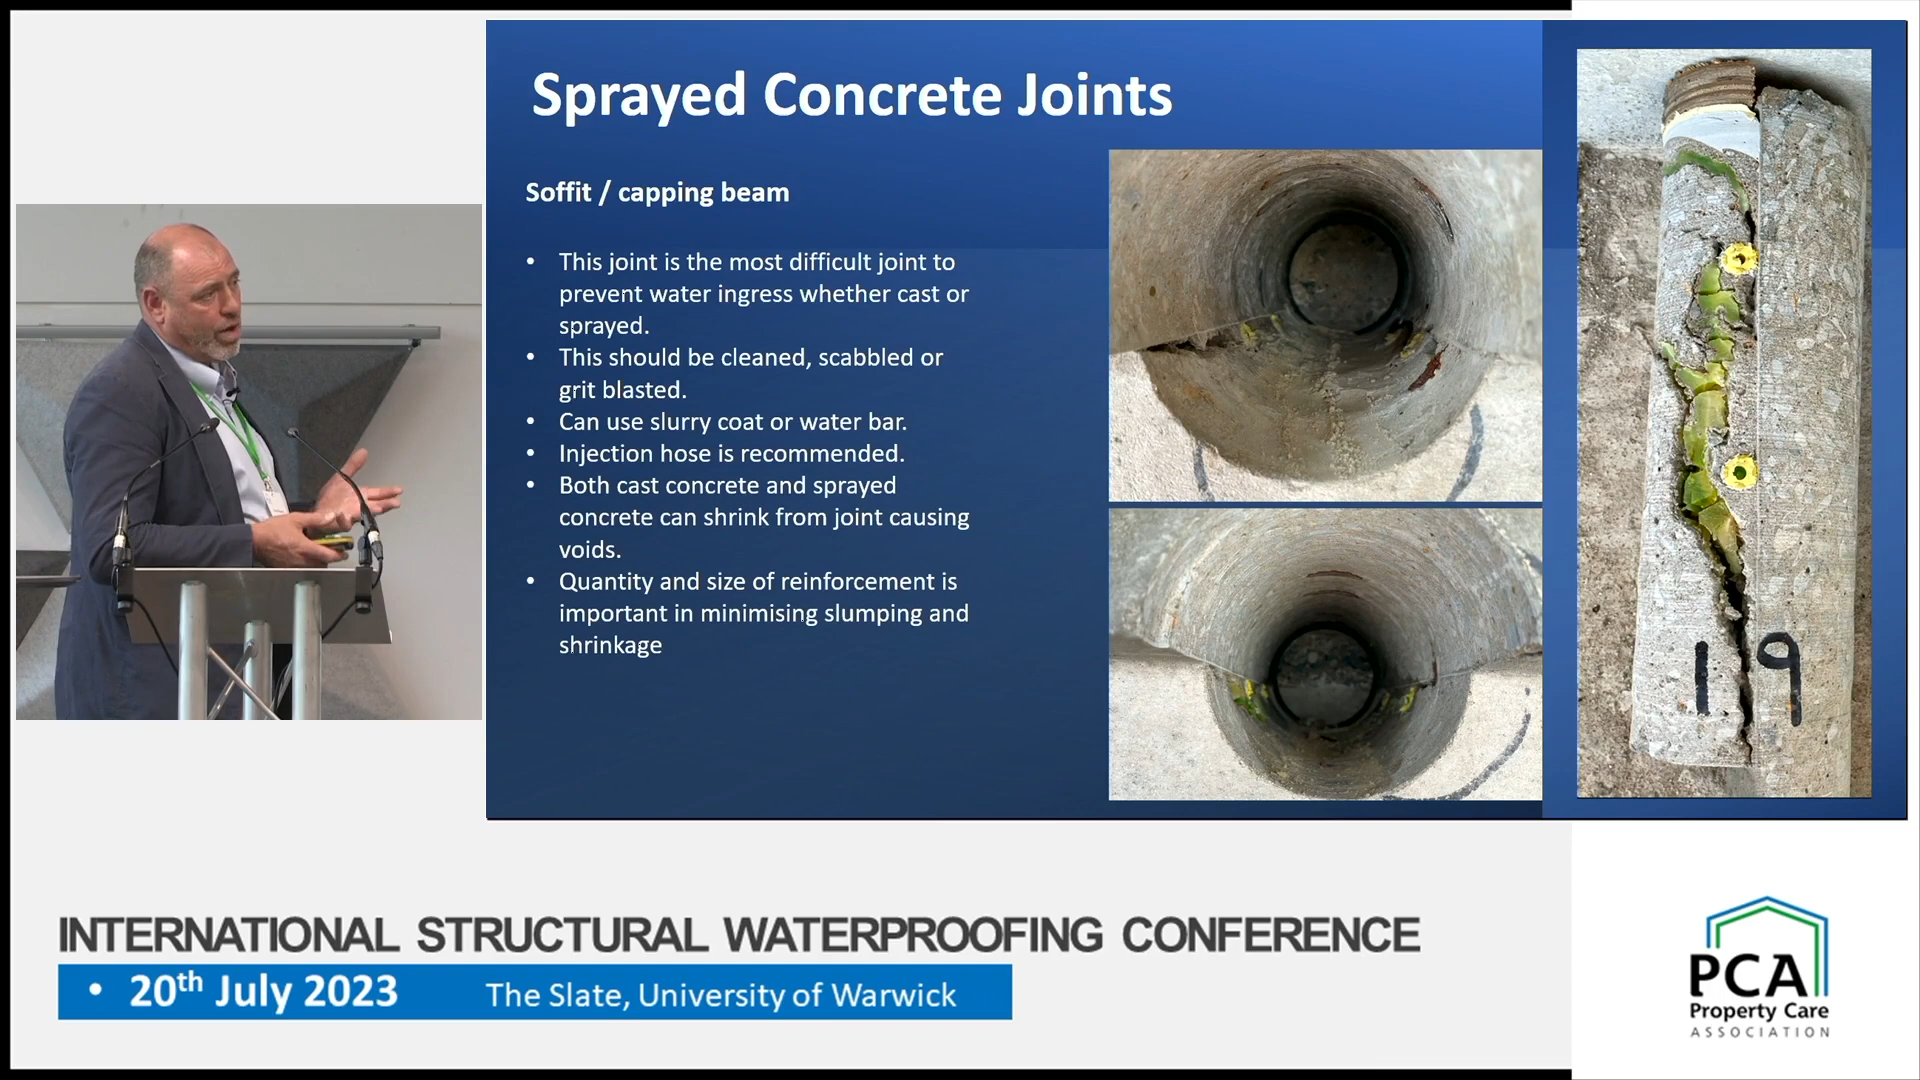 Sprayed Concrete Joints
Soffit / capping beam
• This joint is the most difficult joint to
prevent water ingress whether cast or
sprayed.
• This should be cleaned, scabbled or
grit blasted.
• Can use slurry coat or water bar.
• Injection hose is recommended.
• Both cast concrete and sprayed
concrete can shrink from joint causing
voids.
• Quantity and size of reinforcement is
important in minimising slumping and
shrinkage
19
INTERNATIONAL STRUCTURAL WATERPROOFING CONFERENCE
• 20th July 2023 The Slate, University of Warwick
PCA
Property Care
ASSOCIATION